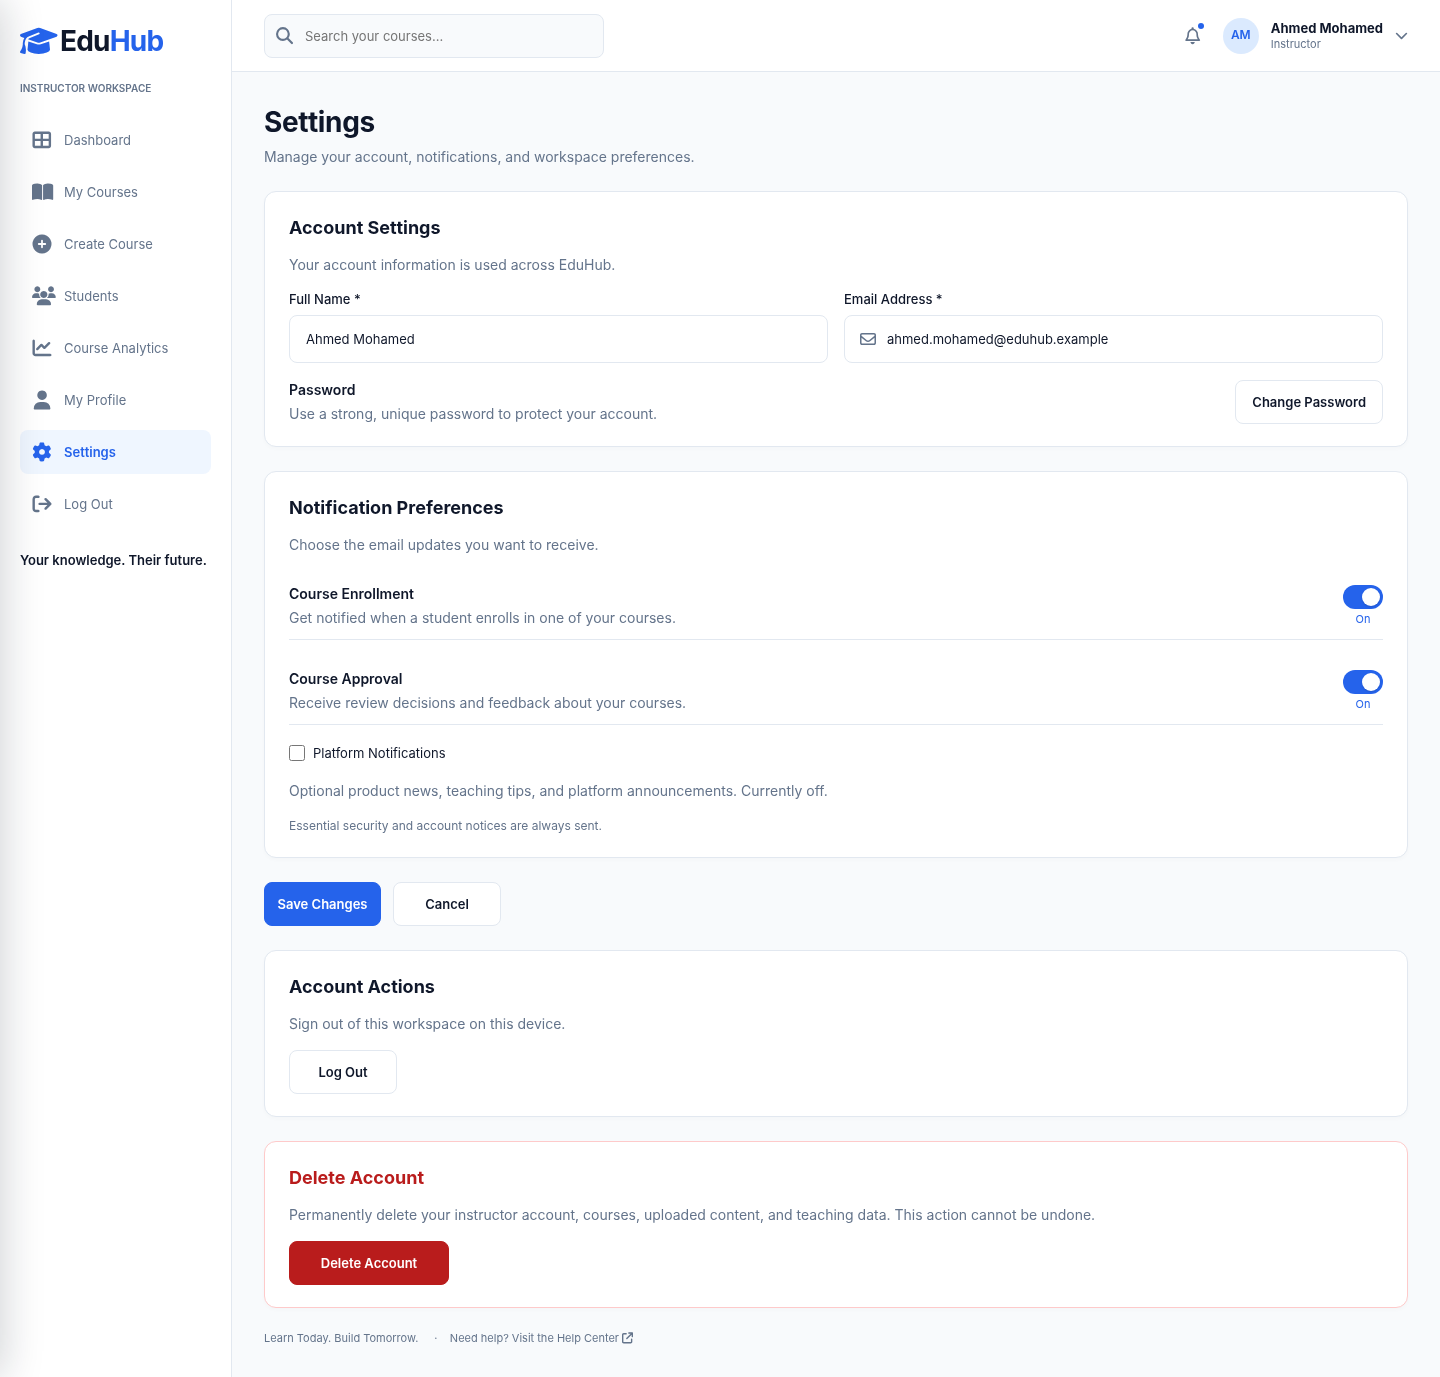 EduHub
INSTRUCTOR WORKSPACE
Dashboard
My Courses
Create Course
Students
Course Analytics
My Profile
Settings
Log Out
Your knowledge. Their future.
Search your courses...
AM
Ahmed Mohamed
Instructor
Settings
Manage your account, notifications, and workspace preferences.
Account Settings
Your account information is used across EduHub.
Full Name *
Ahmed Mohamed
Email Address *
ahmed.mohamed@eduhub.example
Password
Use a strong, unique password to protect your account.
Change Password
Notification Preferences
Choose the email updates you want to receive.
Course Enrollment
Get notified when a student enrolls in one of your courses.
On
Course Approval
Receive review decisions and feedback about your courses.
On
Platform Notifications
Optional product news, teaching tips, and platform announcements. Currently off.
Essential security and account notices are always sent.
Save Changes
Cancel
Account Actions
Sign out of this workspace on this device.
Log Out
Delete Account
Permanently delete your instructor account, courses, uploaded content, and teaching data. This action cannot be undone.
Delete Account
Learn Today. Build Tomorrow. · Need help? Visit the Help Center